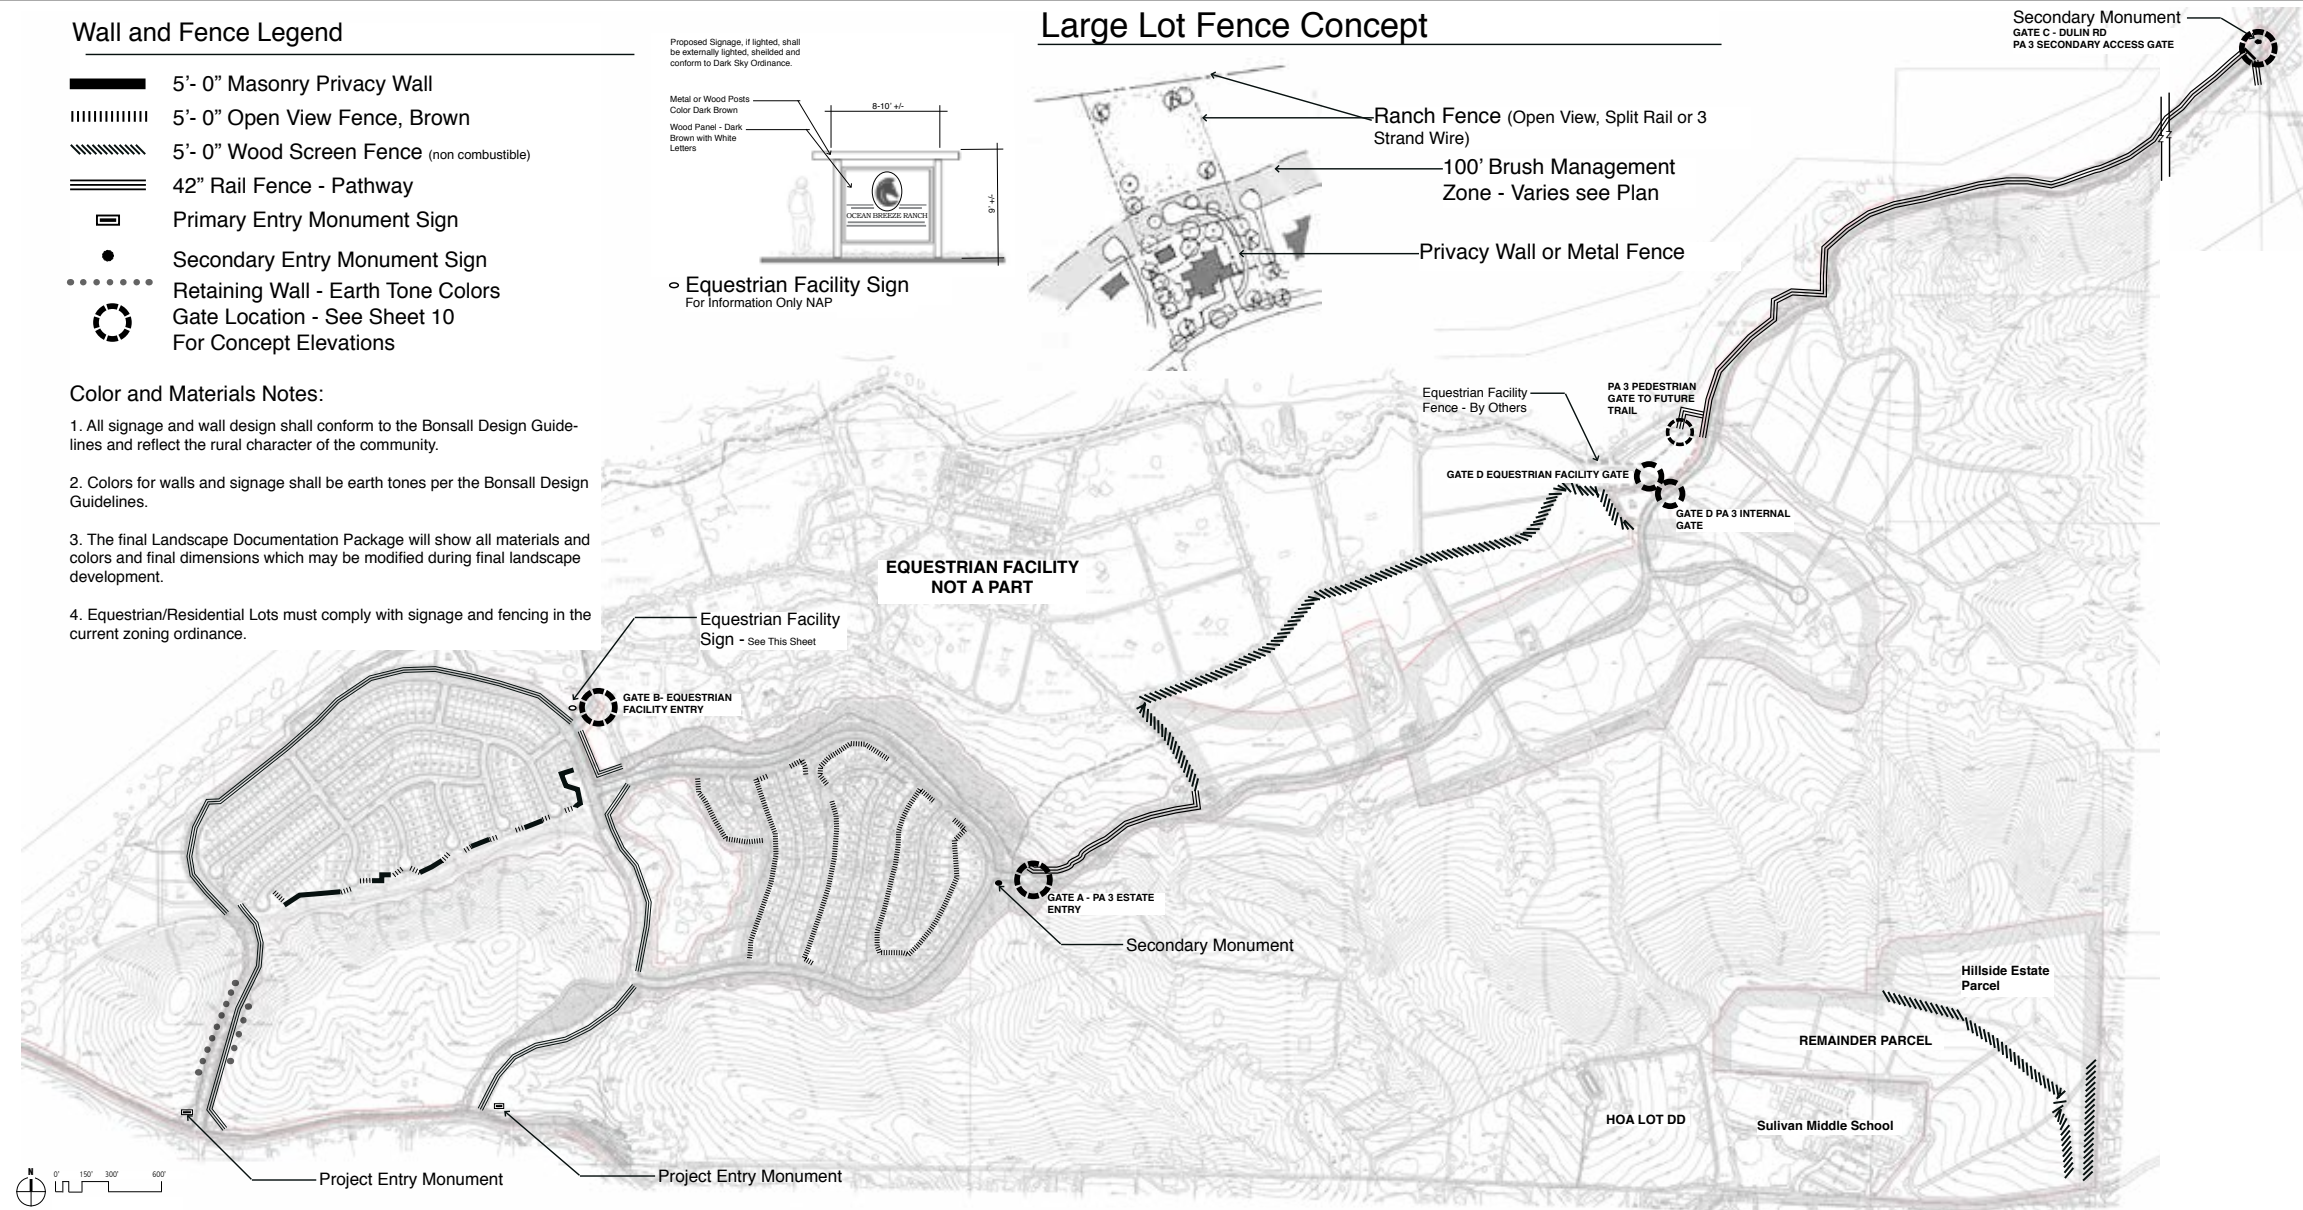 Wall and Fence Legend
5'- 0” Masonry Privacy Wall
5'- 0” Open View Fence, Brown
5'- 0” Wood Screen Fence (non combustible)
42” Rail Fence - Pathway
Primary Entry Monument Sign
Secondary Entry Monument Sign
Retaining Wall - Earth Tone Colors
Gate Location - See Sheet 10
For Concept Elevations
Color and Materials Notes:
1. All signage and wall design shall conform to the Bonsall Design Guide-
lines and reflect the rural character of the community.
2. Colors for walls and signage shall be earth tones per the Bonsall Design
Guidelines.
3. The final Landscape Documentation Package will show all materials and
colors and final dimensions which may be modified during final landscape
development.
4. Equestrian/Residential Lots must comply with signage and fencing in the
current zoning ordinance.
Proposed Signage, if lighted, shall
be externally lighted, sheilded and
conform to Dark Sky Ordinance.
Metal or Wood Posts
Color Dark Brown
Wood Panel - Dark
Brown with White
Letters
8-10' +/-
9' +/-
OCEAN BREEZE RANCH
Equestrian Facility Sign
For Information Only NAP
Large Lot Fence Concept
Ranch Fence (Open View, Split Rail or 3
Strand Wire)
100' Brush Management
Zone - Varies see Plan
Privacy Wall or Metal Fence
Secondary Monument
GATE C - DULIN RD
PA 3 SECONDARY ACCESS GATE
Equestrian Facility
Fence - By Others
PA 3 PEDESTRIAN
GATE TO FUTURE
TRAIL
GATE D EQUESTRIAN FACILITY GATE
GATE D PA 3 INTERNAL
GATE
EQUESTRIAN FACILITY
NOT A PART
Equestrian Facility
Sign - See This Sheet
GATE B- EQUESTRIAN
FACILITY ENTRY
GATE A - PA 3 ESTATE
ENTRY
Secondary Monument
Hillside Estate
Parcel
REMAINDER PARCEL
HOA LOT DD
Sulivan Middle School
Project Entry Monument
Project Entry Monument
N
0' 150' 300' 600'